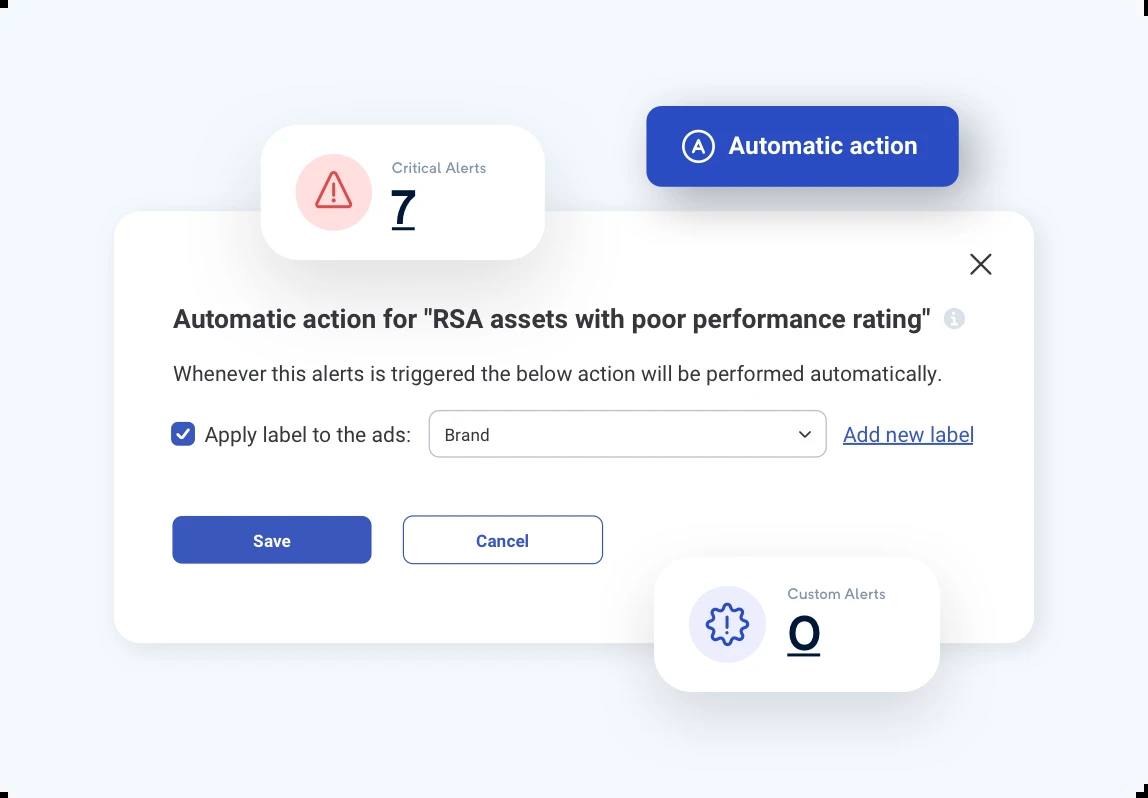 Critical Alerts
7
A Automatic action
Automatic action for "RSA assets with poor performance rating" i
Whenever this alerts is triggered the below action will be performed automatically.
Apply label to the ads: Brand Add new label
Save Cancel
Custom Alerts
0